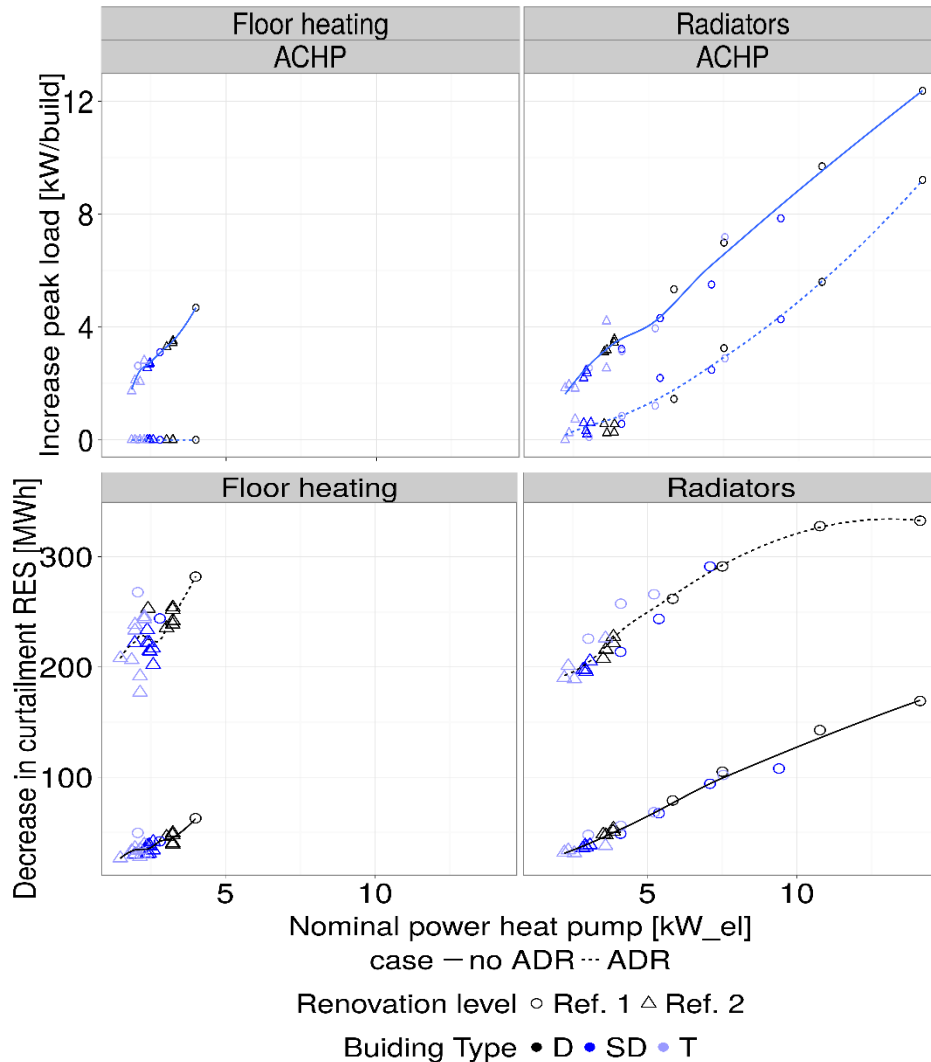 Floor heating
Radiators
ACHP
ACHP
Increase peak load [kW/build]
12
8
4
0
Floor heating
Radiators
Decrease in curtailment RES [MWh]
300
200
100
5
10
5
10
Nominal power heat pump [kW_el]
case no ADR ADR
Renovation level Ref. 1 Ref. 2
Buiding Type D SD T